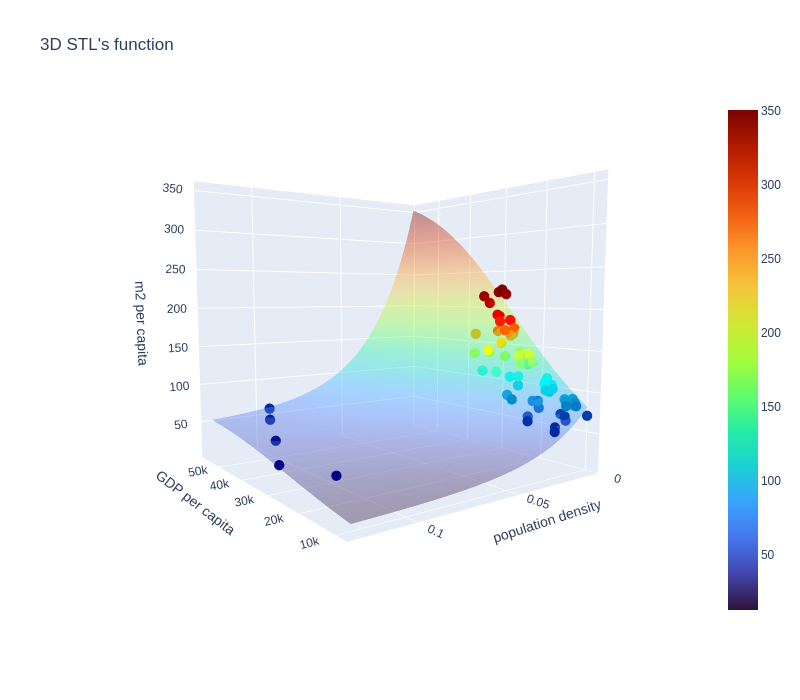 3D STL's function
350
300
250
200
150
100
50
m2 per capita
50k
40k
30k
20k
10k
GDP per capita
0.1
0.05
0
population density
350
300
250
200
150
100
50